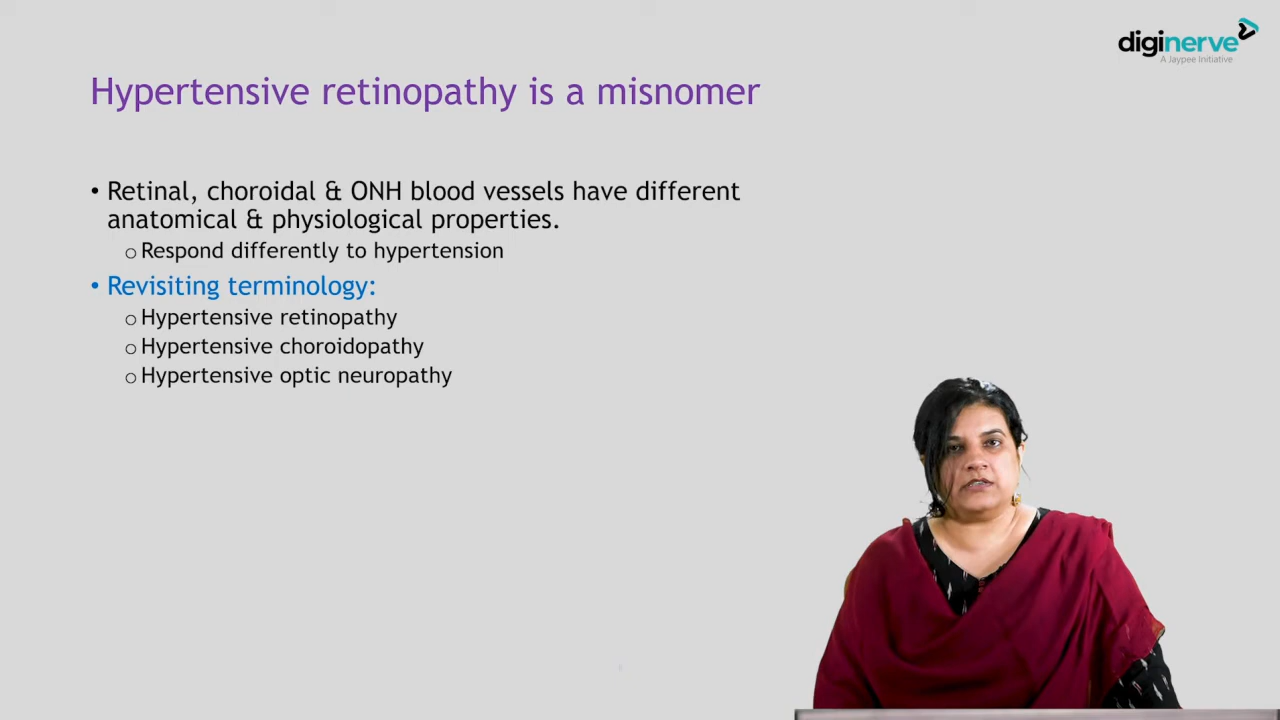 diginerve
A Jaypee Initiative
Hypertensive retinopathy is a misnomer
• Retinal, choroidal & ONH blood vessels have different
anatomical & physiological properties.
o Respond differently to hypertension
• Revisiting terminology:
o Hypertensive retinopathy
o Hypertensive choroidopathy
o Hypertensive optic neuropathy